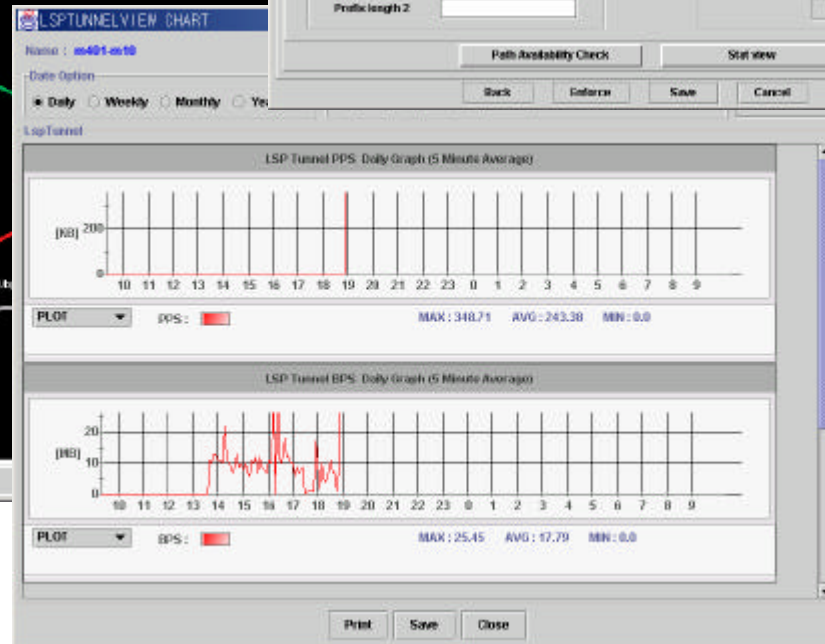 Prefix length 2
Path Availability Check Stat view
Back Enforce Save Cancel
LSPTUNNELVIEW CHART
Name : m401-m10
Date Option
Daily Weekly Monthly
LspTunnel
LSP Tunnel PPS: Daily Graph (5 Minute Average)
[KB] 200
0
10 11 12 13 14 15 16 17 18 19 20 21 22 23 0 1 2 3 4 5 6 7 8 9
PLOT PPS: MAX : 348.71 AVG : 243.38 MIN : 0.0
LSP Tunnel BPS: Daily Graph (5 Minute Average)
20
[MB] 10
0
10 11 12 13 14 15 16 17 18 19 20 21 22 23 0 1 2 3 4 5 6 7 8 9
PLOT BPS: MAX : 25.45 AVG : 17.79 MIN : 0.0
Print Save Close